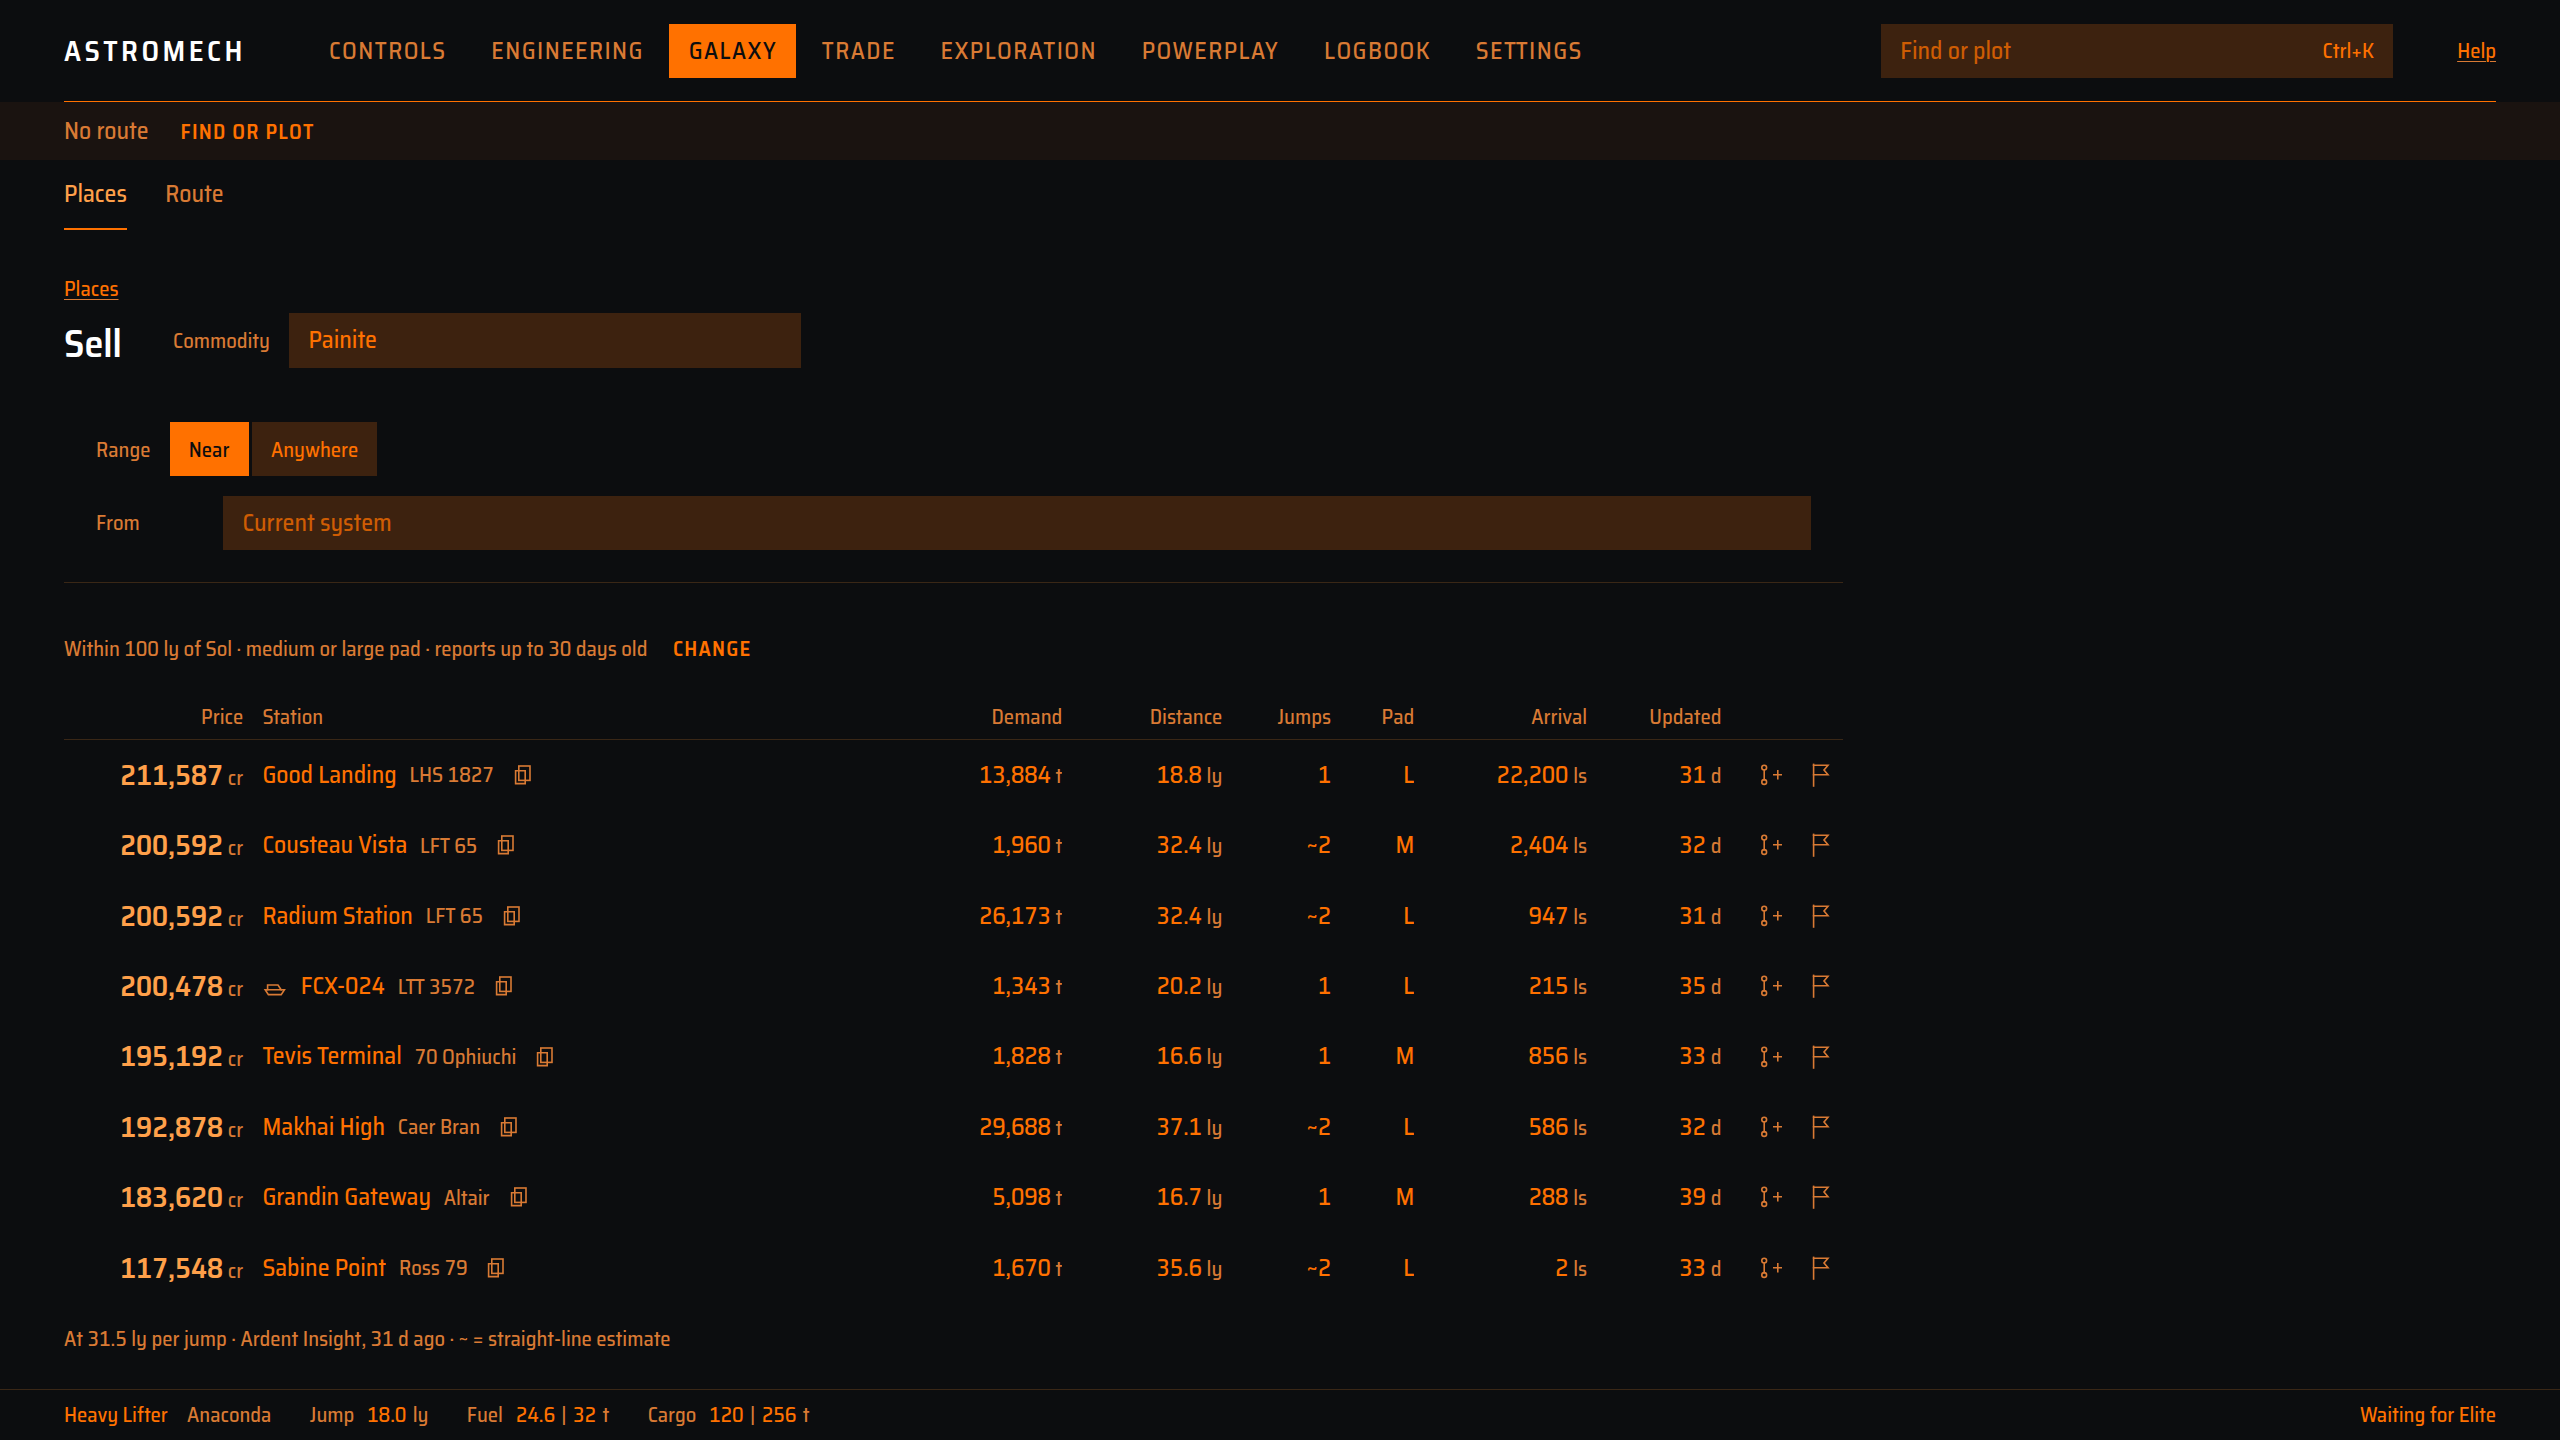 ASTROMECH CONTROLS ENGINEERING GALAXY TRADE EXPLORATION POWERPLAY LOGBOOK SETTINGS Find or plot Ctrl+K Help
No route FIND OR PLOT
Places Route
Places
Sell Commodity Painite
Range Near Anywhere
From Current system
Within 100 ly of Sol · medium or large pad · reports up to 30 days old CHANGE
Price Station Demand Distance Jumps Pad Arrival Updated
211,587 cr Good Landing LHS 1827 13,884 t 18.8 ly 1 L 22,200 ls 31 d
200,592 cr Cousteau Vista LFT 65 1,960 t 32.4 ly ~2 M 2,404 ls 32 d
200,592 cr Radium Station LFT 65 26,173 t 32.4 ly ~2 L 947 ls 31 d
200,478 cr FCX-024 LTT 3572 1,343 t 20.2 ly 1 L 215 ls 35 d
195,192 cr Tevis Terminal 70 Ophiuchi 1,828 t 16.6 ly 1 M 856 ls 33 d
192,878 cr Makhai High Caer Bran 29,688 t 37.1 ly ~2 L 586 ls 32 d
183,620 cr Grandin Gateway Altair 5,098 t 16.7 ly 1 M 288 ls 39 d
117,548 cr Sabine Point Ross 79 1,670 t 35.6 ly ~2 L 2 ls 33 d
At 31.5 ly per jump · Ardent Insight, 31 d ago · ~ = straight-line estimate
Heavy Lifter Anaconda Jump 18.0 ly Fuel 24.6 | 32 t Cargo 120 | 256 t Waiting for Elite